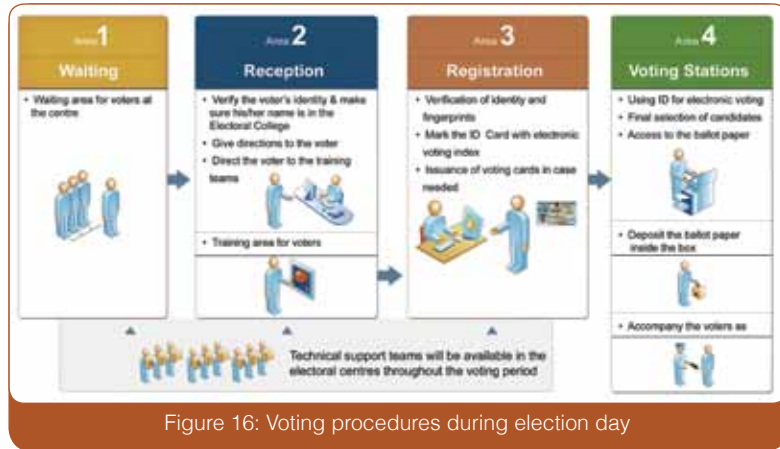 Area 1
Waiting
• Waiting area for voters at
the centre
Area 2
Reception
• Verify the voter's identity & make
sure his/her name is in the
Electoral College
• Give directions to the voter
• Direct the voter to the training
teams
• Training area for voters
Area 3
Registration
• Verification of identity and
fingerprints
• Mark the ID Card with electronic
voting index
• Issuance of voting cards in case
needed
Area 4
Voting Stations
• Using ID for electronic voting
• Final selection of candidates
• Access to the ballot paper
• Deposit the ballot paper
inside the box
• Accompany the voters as
Technical support teams will be available in the
electoral centres throughout the voting period
Figure 16: Voting procedures during election day